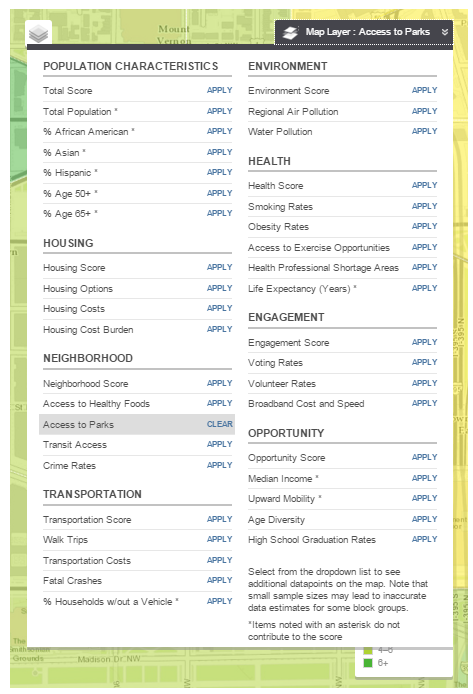 Mount
Vernon
Map Layer : Access to Parks
POPULATION CHARACTERISTICS
Total Score APPLY
Total Population * APPLY
% African American * APPLY
% Asian * APPLY
% Hispanic * APPLY
% Age 50+ * APPLY
% Age 65+ * APPLY
HOUSING
Housing Score APPLY
Housing Options APPLY
Housing Costs APPLY
Housing Cost Burden APPLY
NEIGHBORHOOD
Neighborhood Score APPLY
Access to Healthy Foods APPLY
Access to Parks CLEAR
Transit Access APPLY
Crime Rates APPLY
TRANSPORTATION
Transportation Score APPLY
Walk Trips APPLY
Transportation Costs APPLY
Fatal Crashes APPLY
% Households w/out a Vehicle * APPLY
ENVIRONMENT
Environment Score APPLY
Regional Air Pollution APPLY
Water Pollution APPLY
HEALTH
Health Score APPLY
Smoking Rates APPLY
Obesity Rates APPLY
Access to Exercise Opportunities APPLY
Health Professional Shortage Areas APPLY
Life Expectancy (Years) * APPLY
ENGAGEMENT
Engagement Score APPLY
Voting Rates APPLY
Volunteer Rates APPLY
Broadband Cost and Speed APPLY
OPPORTUNITY
Opportunity Score APPLY
Median Income * APPLY
Upward Mobility * APPLY
Age Diversity APPLY
High School Graduation Rates APPLY
Select from the dropdown list to see
additional datapoints on the map. Note that
small sample sizes may lead to inaccurate
data estimates for some block groups.
*Items noted with an asterisk do not
contribute to the score
I-395 N
The
Grounds
Madison Dr NW
4–6
6+